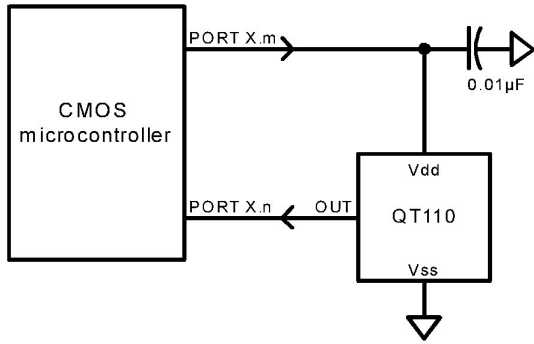 PORT X.m
0.01µF
CMOS
microcontroller
Vdd
PORT X.n
OUT
QT110
Vss